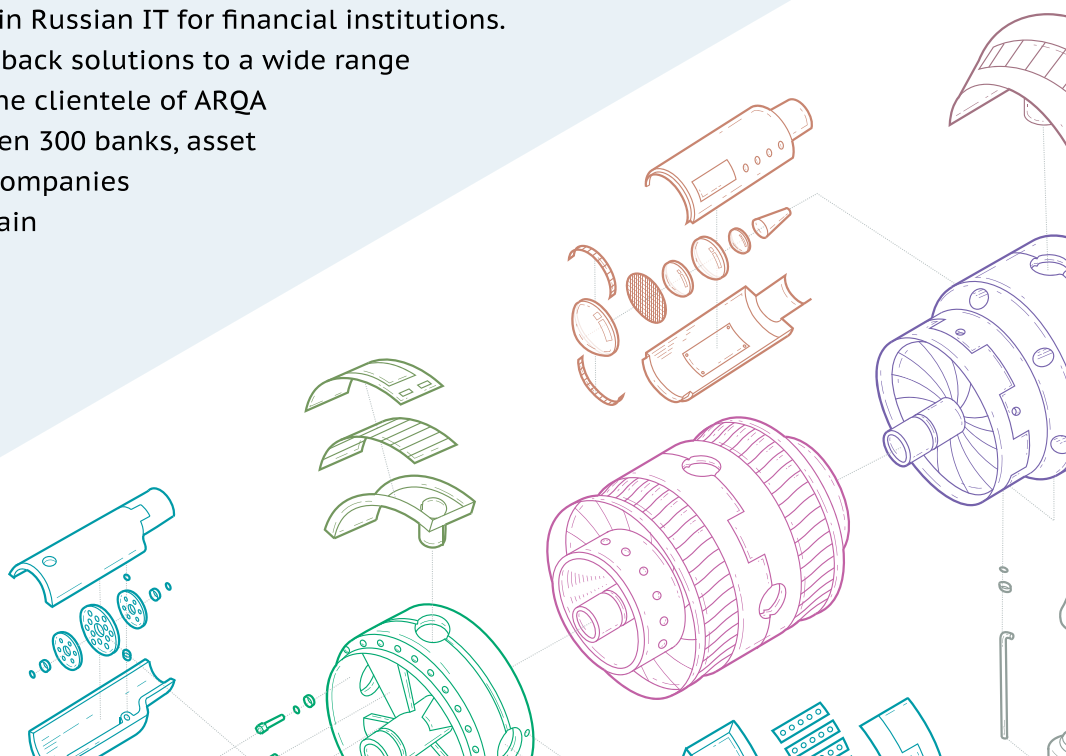 in Russian IT for financial institutions.
back solutions to a wide range
he clientele of ARQA
en 300 banks, asset
ompanies
ain